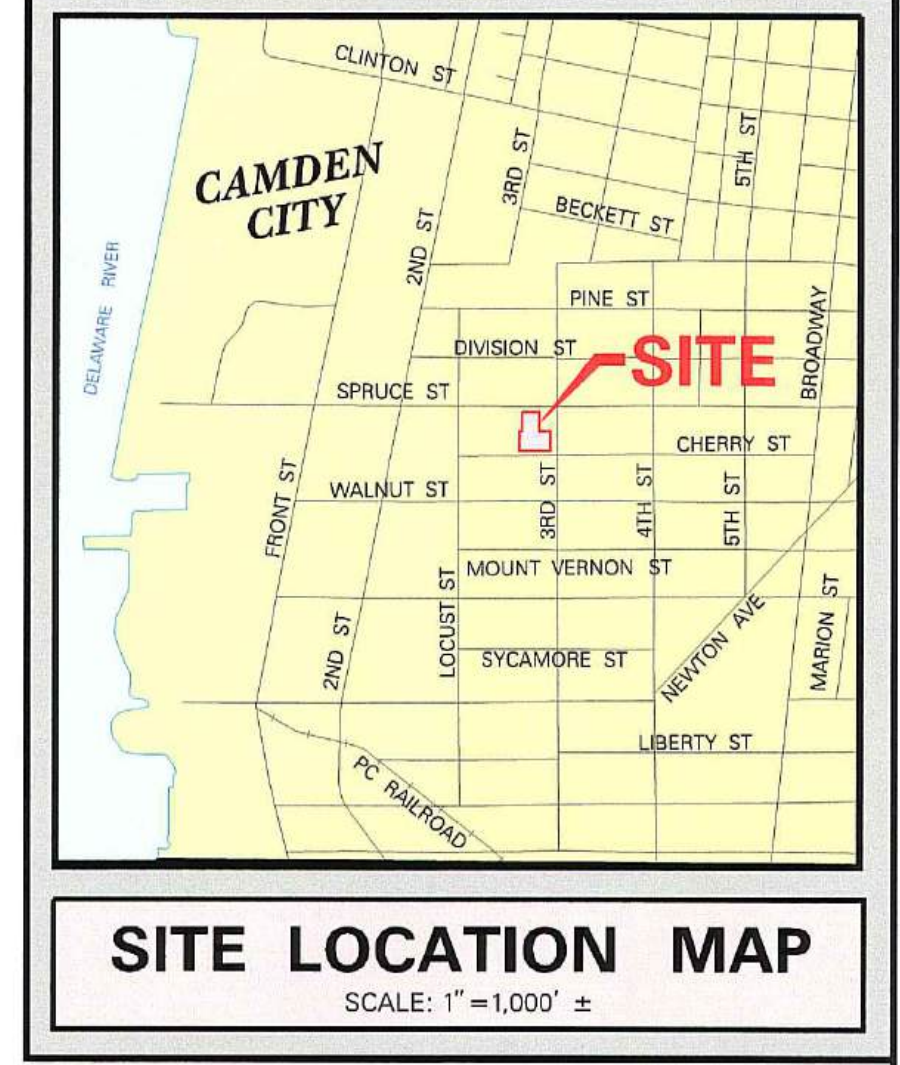 CLINTON ST
CAMDEN
CITY
3RD ST
5TH ST
BECKETT ST
2ND ST
DELAWARE RIVER
PINE ST
BROADWAY
DIVISION ST
SITE
SPRUCE ST
CHERRY ST
FRONT ST
WALNUT ST
3RD ST
4TH ST
5TH ST
MOUNT VERNON ST
LOCUST ST
2ND ST
SYCAMORE ST
NEWTON AVE
MARION ST
LIBERTY ST
PC RAILROAD
SITE LOCATION MAP
SCALE: 1" =1,000' ±